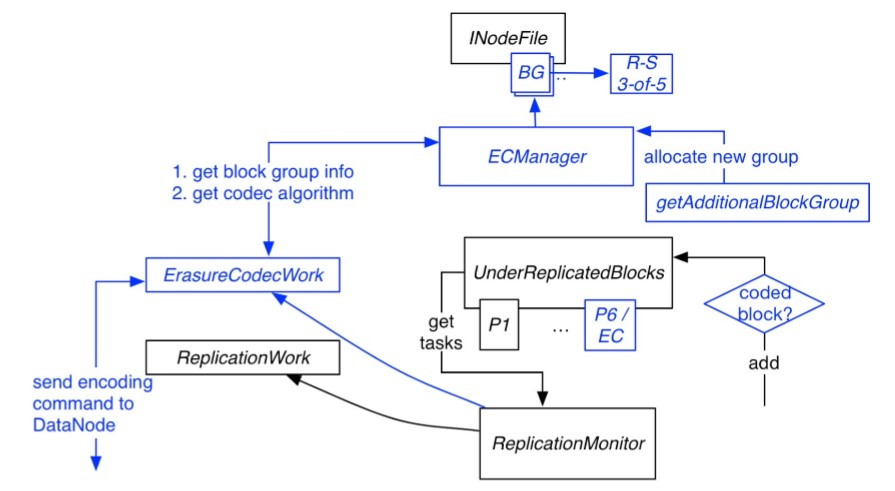 INodeFile
BG
..
R-S
3-of-5
ECManager
allocate new group
getAdditionalBlockGroup
1. get block group info
2. get codec algorithm
ErasureCodecWork
UnderReplicatedBlocks
P1
...
P6 /
EC
coded
block?
add
get
tasks
ReplicationWork
send encoding
command to
DataNode
ReplicationMonitor